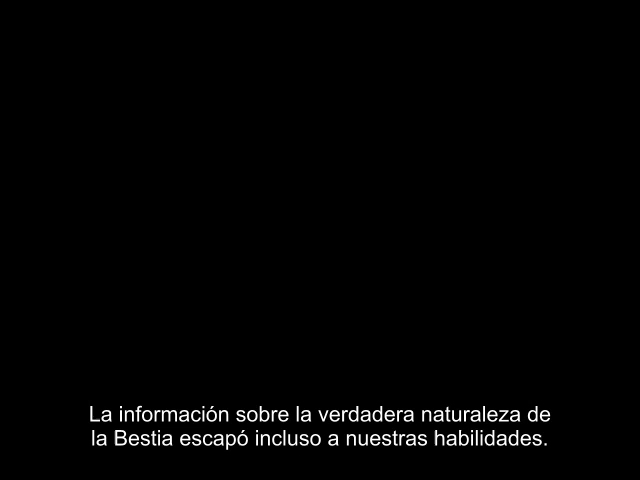 La información sobre la verdadera naturaleza de
la Bestia escapó incluso a nuestras habilidades.